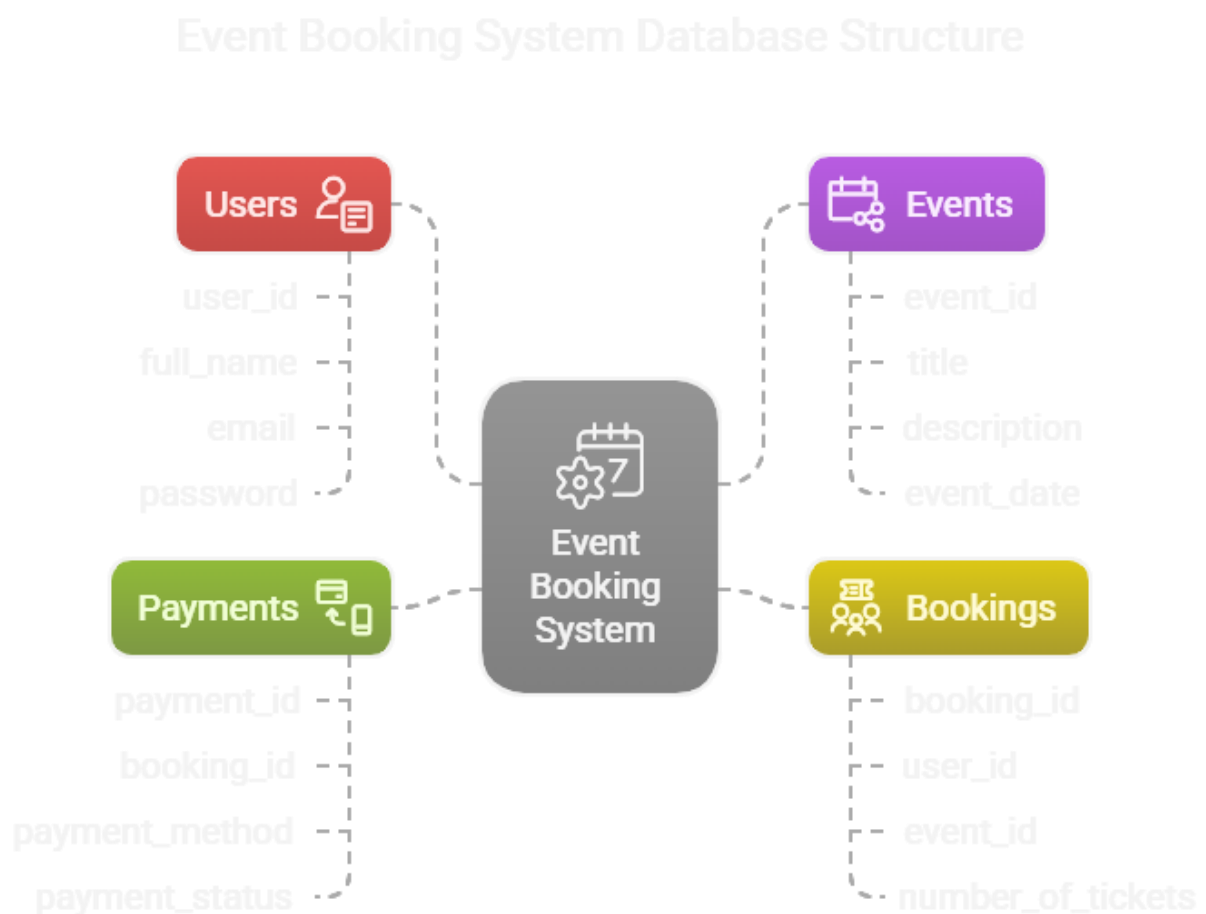 Event Booking System Database Structure
Users
user_id
full_name
email
password
Events
event_id
title
description
event_date
7
Event
Booking
System
Payments
payment_id
booking_id
payment_method
payment_status
Bookings
booking_id
user_id
event_id
number_of_tickets